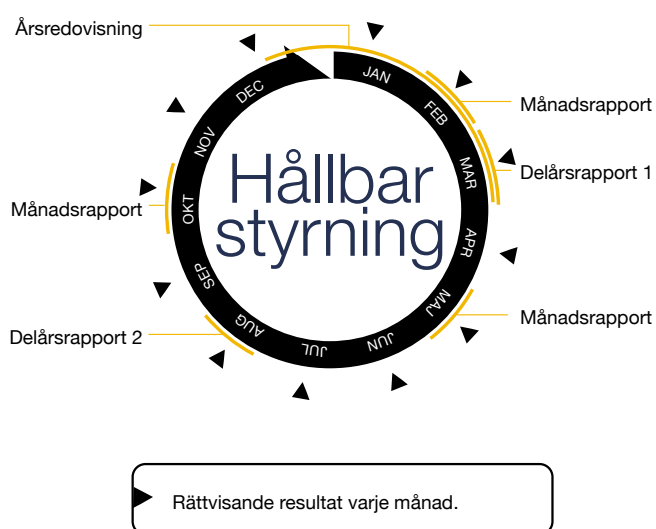 Årsredovisning
JAN
FEB
Månadsrapport
MAR
Delårsrapport 1
APR
MAJ
Månadsrapport
JUN
JUL
AUG
Delårsrapport 2
SEP
OKT
Månadsrapport
NOV
DEC
Hållbar
styrning
Rättvisande resultat varje månad.